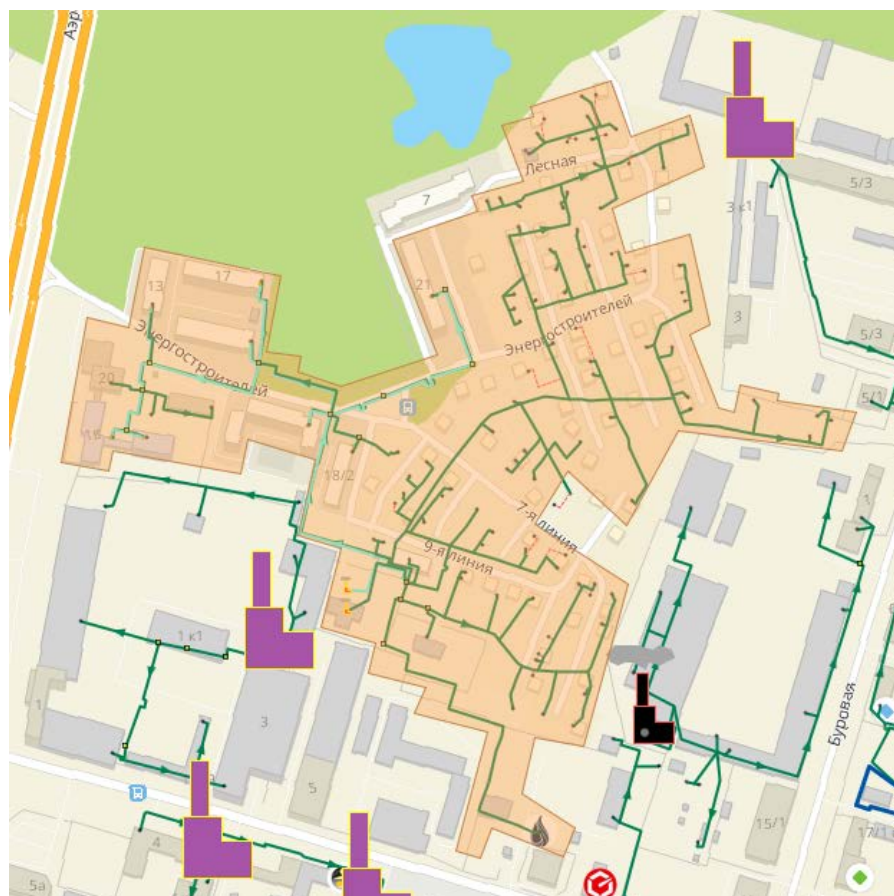 Аэр
Лесная
5/3
7
3 к1
17
13
21
3
Энергостроителей
5/3
Энергостроителей
20
5/1
18/2
7-я линия
1
9-я линия
1 к1
1
3
Буровая
5
15/1
4
17/1
5а